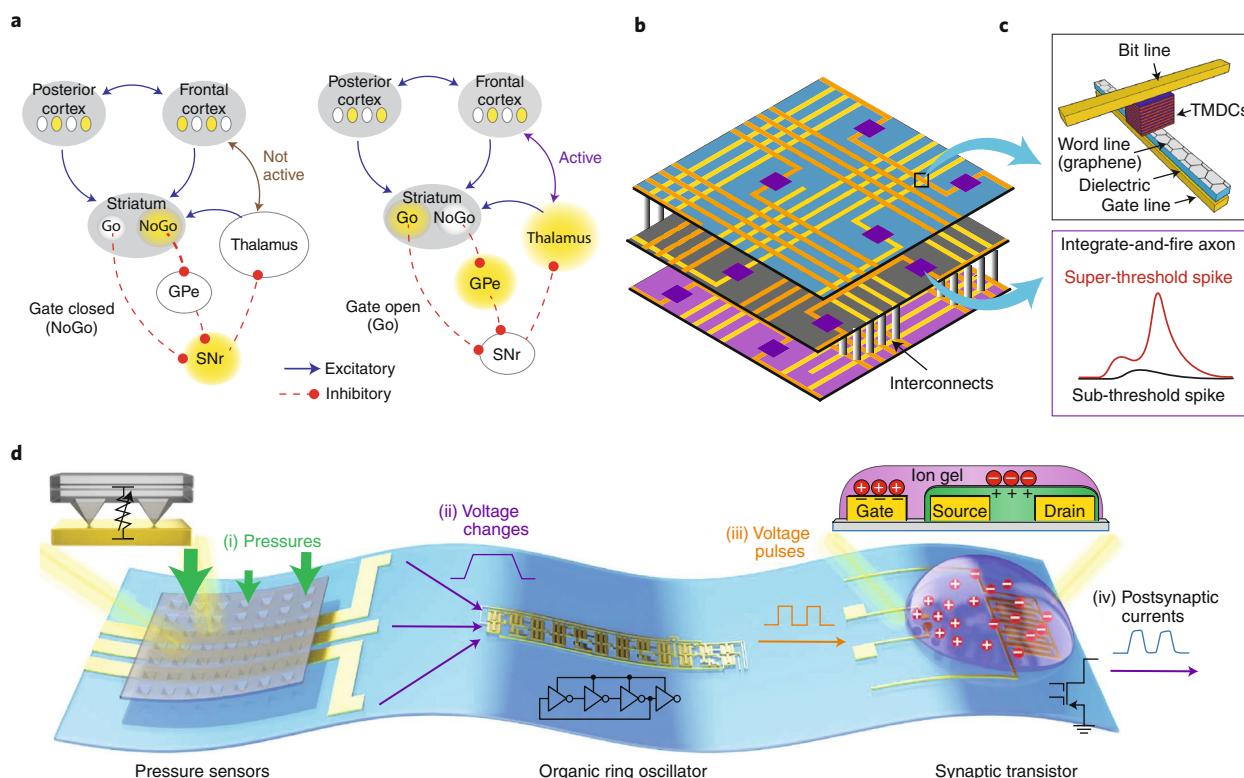 a
Posterior
cortex
Frontal
cortex
Not
active
Striatum
Go
NoGo
Thalamus
GPe
Gate closed
(NoGo)
SNr
Posterior
cortex
Frontal
cortex
Active
Striatum
Go
NoGo
Thalamus
GPe
Gate open
(Go)
SNr
Excitatory
Inhibitory
b
Interconnects
c
Bit line
TMDCs
Word line
(graphene)
Dielectric
Gate line
Integrate-and-fire axon
Super-threshold spike
Sub-threshold spike
d
(i) Pressures
(ii) Voltage
changes
(iii) Voltage
pulses
Ion gel
+ + +
− − −
− − −
+ + +
Gate
Source
Drain
(iv) Postsynaptic
currents
Pressure sensors
Organic ring oscillator
Synaptic transistor